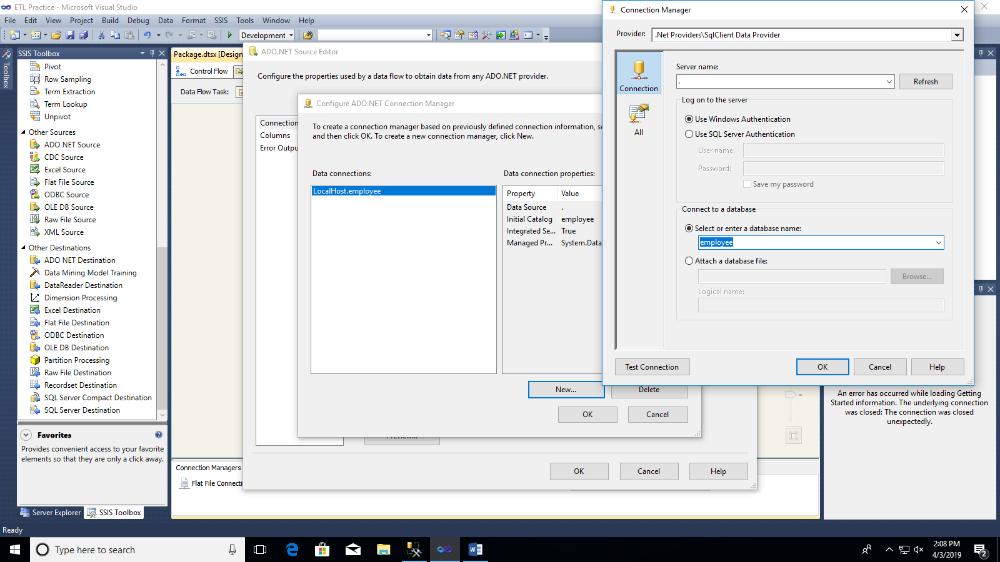 ETL Practice - Microsoft Visual Studio
File Edit View Project Build Debug Data Format SSIS Tools Window Help
Development
Toolbox
SSIS Toolbox
Pivot
Row Sampling
Term Extraction
Term Lookup
Unpivot
Other Sources
ADO NET Source
CDC Source
Excel Source
Flat File Source
ODBC Source
OLE DB Source
Raw File Source
XML Source
Other Destinations
ADO NET Destination
Data Mining Model Training
DataReader Destination
Dimension Processing
Excel Destination
Flat File Destination
ODBC Destination
OLE DB Destination
Partition Processing
Raw File Destination
Recordset Destination
SQL Server Compact Destination
SQL Server Destination
Favorites
Provides convenient access to your favorite
elements so that they are only a click away.
Server Explorer SSIS Toolbox
Package.dtsx [Design
Control Flow
Data Flow Task:
Connection Managers
Flat File Connecti
ADO.NET Source Editor
Configure the properties used by a data flow to obtain data from any ADO.NET provider.
Connection
Columns
Error Outpu
Preview...
OK Cancel Help
Configure ADO.NET Connection Manager
To create a connection manager based on previously defined connection information, s
and then click OK. To create a new connection manager, click New.
Data connections:
LocalHost.employee
Data connection properties:
Property Value
Data Source .
Initial Catalog employee
Integrated Se... True
Managed Pr... System.Data
New... Delete
OK Cancel
Connection Manager
Provider: .Net Providers\SqlClient Data Provider
Connection
All
Server name:
. Refresh
Log on to the server
Use Windows Authentication
Use SQL Server Authentication
User name:
Password:
Save my password
Connect to a database
Select or enter a database name:
employee
Attach a database file:
Browse...
Logical name:
Test Connection OK Cancel Help
An error has occurred while loading Getting
Started information. The underlying connection
was closed: The connection was closed
unexpectedly.
Ready
Type here to search
2:08 PM
4/3/2019
2